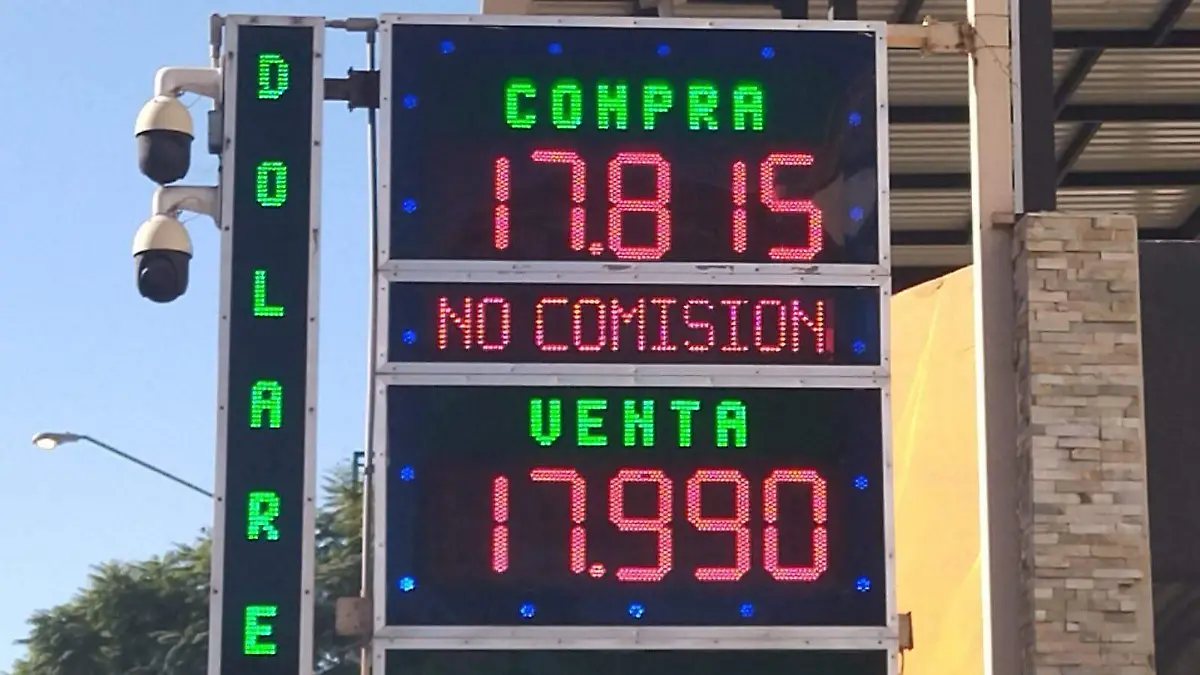 DOLARE
COMPRA
17.815
NO COMISION
VENTA
17.990